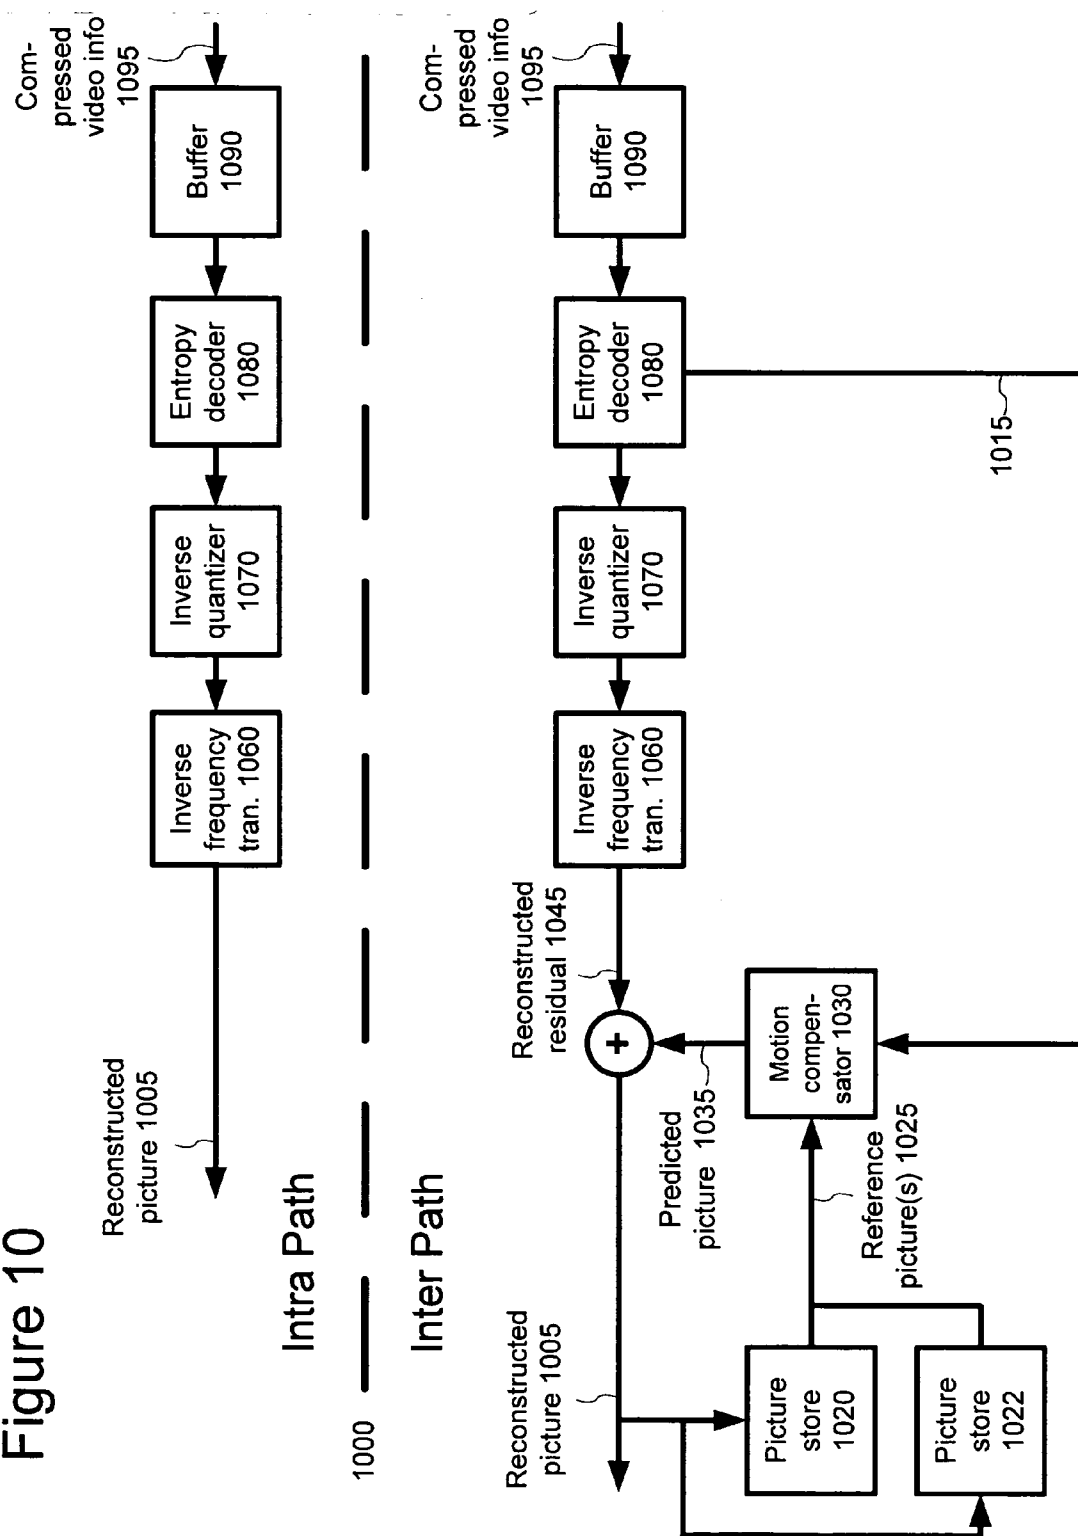 Figure 10
Reconstructed
picture 1005
Inverse
frequency
tran. 1060
Inverse
quantizer
1070
Entropy
decoder
1080
Buffer
1090
Com-
pressed
video info
1095
Intra Path
1000
Inter Path
Reconstructed
picture 1005
Reconstructed
residual 1045
+
Inverse
frequency
tran. 1060
Inverse
quantizer
1070
Entropy
decoder
1080
Buffer
1090
Com-
pressed
video info
1095
Predicted
picture 1035
Picture
store
1020
Motion
compen-
sator 1030
Reference
picture(s) 1025
Picture
store
1022
1015